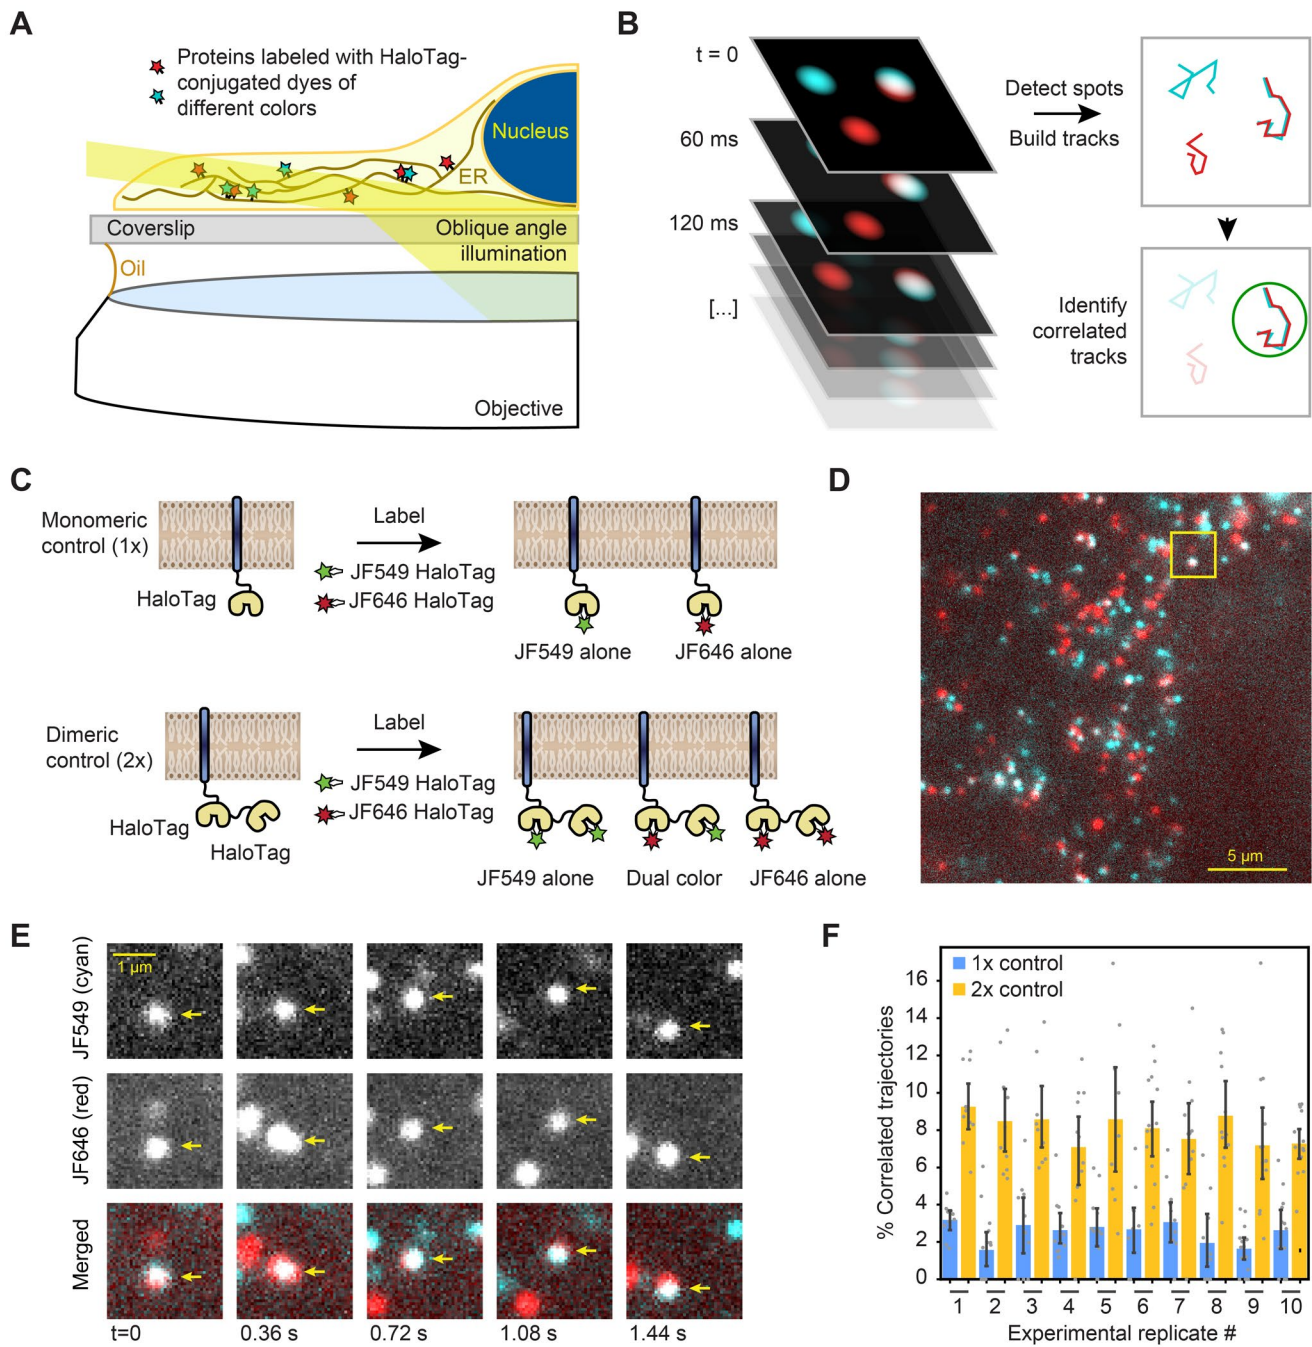 A
Proteins labeled with HaloTag-
conjugated dyes of
different colors
Nucleus
ER
Coverslip
Oblique angle
illumination
Oil
Objective
B
t = 0
60 ms
120 ms
[...]
Detect spots
Build tracks
Identify
correlated
tracks
C
Monomeric
control (1x)
HaloTag
Label
JF549 HaloTag
JF646 HaloTag
JF549 alone
JF646 alone
Dimeric
control (2x)
HaloTag
HaloTag
Label
JF549 HaloTag
JF646 HaloTag
JF549 alone
Dual color
JF646 alone
D
5 µm
E
JF549 (cyan)
1 µm
JF646 (red)
Merged
t=0
0.36 s
0.72 s
1.08 s
1.44 s
F
1x control
2x control
% Correlated trajectories
16
14
12
10
8
6
4
2
0
1 2 3 4 5 6 7 8 9 10
Experimental replicate #